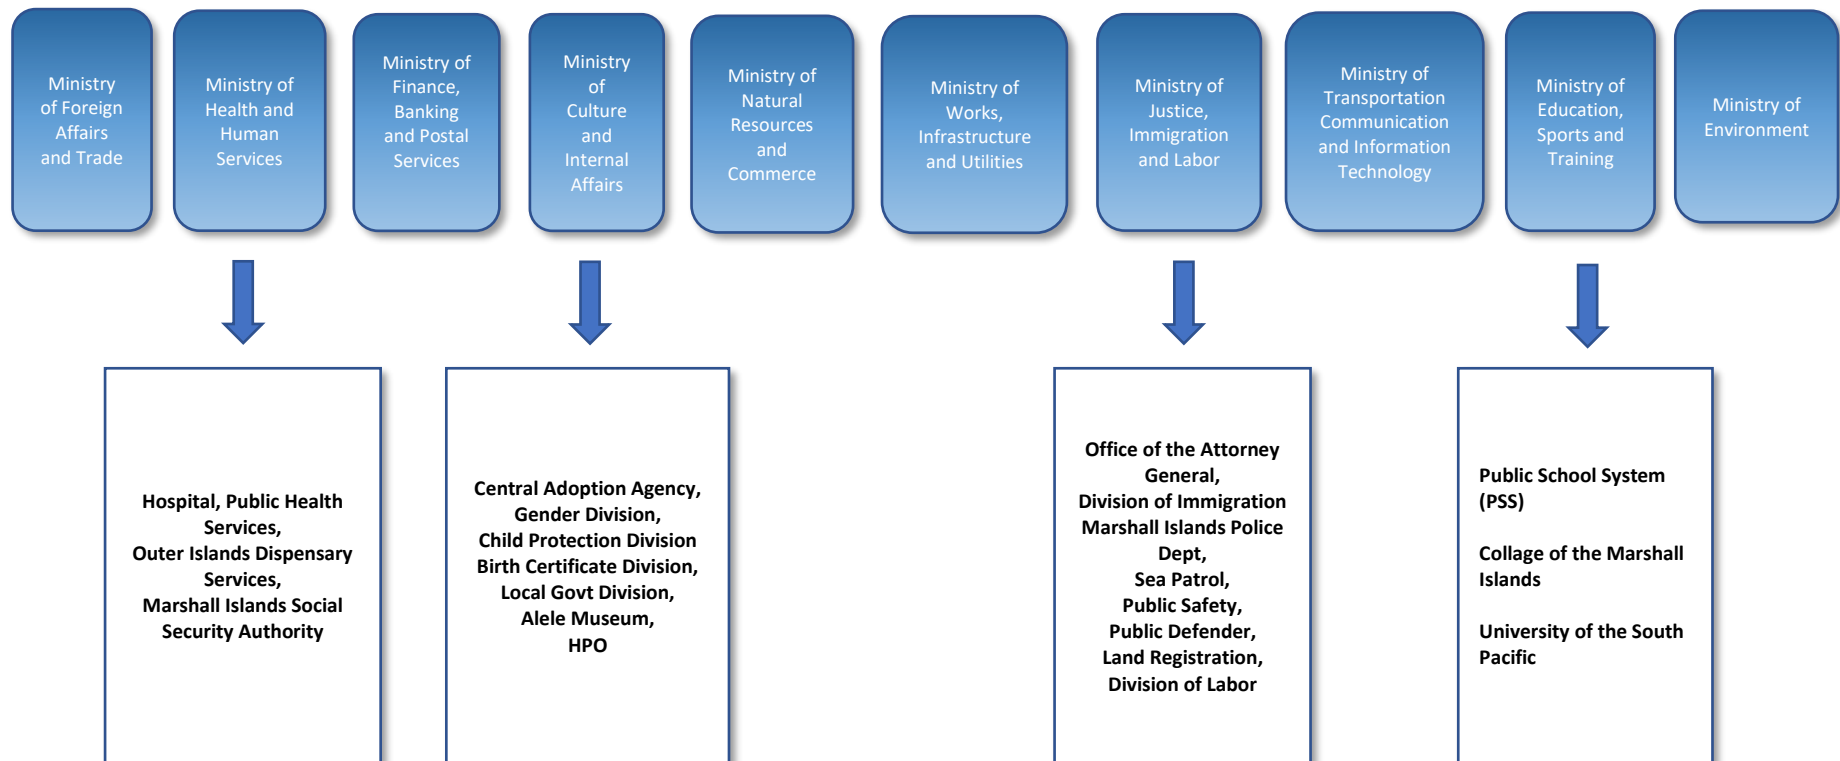 Ministry
of Foreign
Affairs
and Trade
Ministry of
Health and
Human
Services
Ministry of
Finance,
Banking
and Postal
Services
Ministry
of
Culture
and
Internal
Affairs
Ministry of
Natural
Resources
and
Commerce
Ministry of
Works,
Infrastructure
and Utilities
Ministry of
Justice,
Immigration
and Labor
Ministry of
Transportation
Communication
and Information
Technology
Ministry of
Education,
Sports and
Training
Ministry of
Environment
Hospital, Public Health
Services,
Outer Islands Dispensary
Services,
Marshall Islands Social
Security Authority
Central Adoption Agency,
Gender Division,
Child Protection Division
Birth Certificate Division,
Local Govt Division,
Alele Museum,
HPO
Office of the Attorney
General,
Division of Immigration
Marshall Islands Police
Dept,
Sea Patrol,
Public Safety,
Public Defender,
Land Registration,
Division of Labor
Public School System
(PSS)
Collage of the Marshall
Islands
University of the South
Pacific